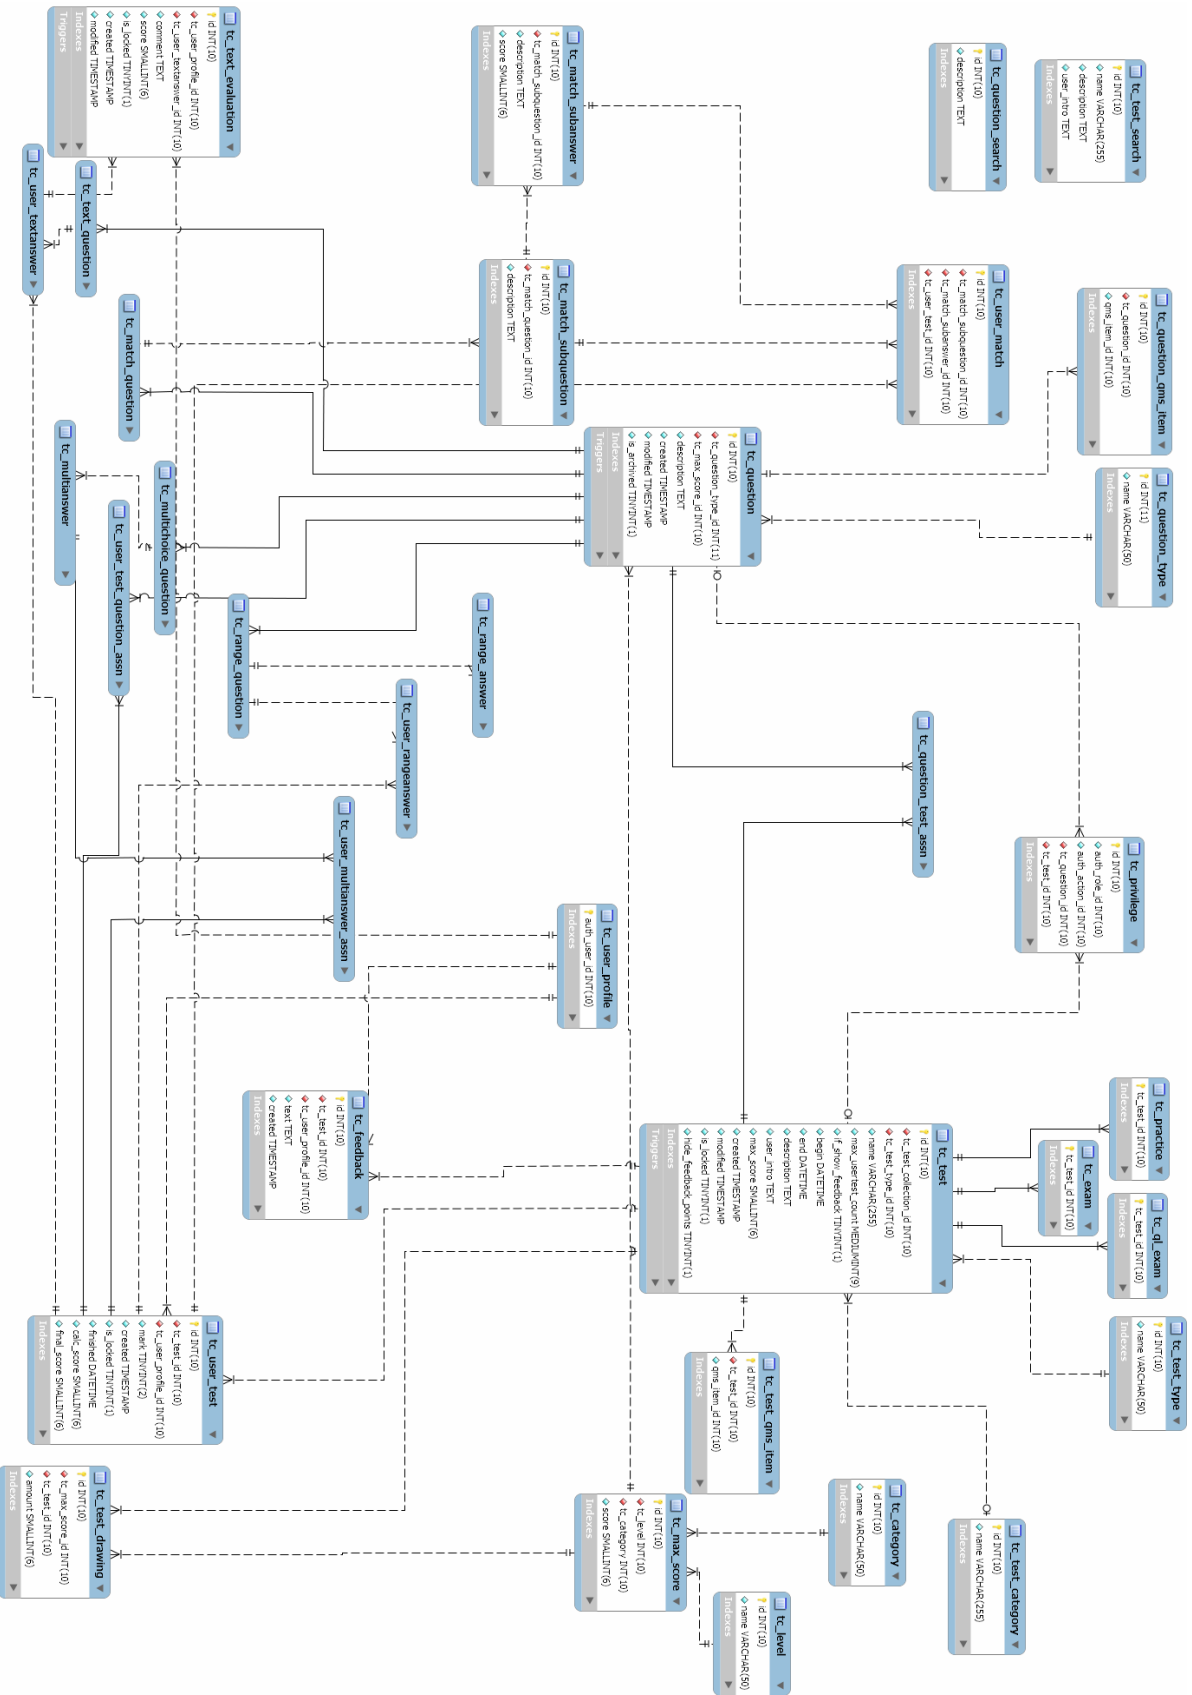 tc_test_search
id INT(10)
name VARCHAR(255)
description TEXT
user_intro TEXT
Indexes
tc_question_search
id INT(10)
description TEXT
Indexes
tc_question_qms_item
id INT(10)
tc_question_id INT(10)
qms_item_id INT(10)
Indexes
tc_question_type
id INT(11)
name VARCHAR(50)
Indexes
tc_privilege
id INT(10)
auth_role_id INT(10)
auth_action_id INT(10)
tc_question_id INT(10)
tc_test_id INT(10)
Indexes
tc_practice
tc_test_id INT(10)
Indexes
tc_exam
tc_test_id INT(10)
Indexes
tc_ql_exam
tc_test_id INT(10)
Indexes
tc_test_type
id INT(10)
name VARCHAR(50)
Indexes
tc_test_category
id INT(10)
name VARCHAR(255)
Indexes
tc_user_match
id INT(10)
tc_match_subquestion_id INT(10)
tc_match_subanswer_id INT(10)
tc_user_test_id INT(10)
Indexes
tc_question_test_assn
tc_test
id INT(10)
tc_test_collection_id INT(10)
tc_test_type_id INT(10)
name VARCHAR(255)
max_usertest_count MEDIUMINT(9)
if_show_feedback TINYINT(1)
begin DATETIME
end DATETIME
description TEXT
user_intro TEXT
max_score SMALLINT(6)
created TIMESTAMP
modified TIMESTAMP
is_locked TINYINT(1)
hide_feedback_points TINYINT(1)
Indexes
Triggers
tc_category
id INT(10)
name VARCHAR(50)
Indexes
tc_level
id INT(10)
name VARCHAR(50)
Indexes
tc_test_qms_item
id INT(10)
tc_test_id INT(10)
qms_item_id INT(10)
Indexes
tc_question
id INT(10)
tc_question_type_id INT(11)
tc_max_score_id INT(10)
description TEXT
created TIMESTAMP
modified TIMESTAMP
is_archived TINYINT(1)
Indexes
Triggers
tc_max_score
id INT(10)
tc_level INT(10)
tc_category INT(10)
score SMALLINT(6)
Indexes
tc_user_profile
auth_user_id INT(10)
Indexes
tc_match_subanswer
id INT(10)
tc_match_subquestion_id INT(10)
description TEXT
score SMALLINT(6)
Indexes
tc_match_subquestion
id INT(10)
tc_match_question_id INT(10)
description TEXT
Indexes
tc_range_answer
tc_user_rangeanswer
tc_user_multianswer_assn
tc_feedback
id INT(10)
tc_test_id INT(10)
tc_user_profile_id INT(10)
text TEXT
created TIMESTAMP
Indexes
tc_text_evaluation
id INT(10)
tc_user_profile_id INT(10)
tc_user_textanswer_id INT(10)
comment TEXT
score SMALLINT(6)
is_locked TINYINT(1)
created TIMESTAMP
modified TIMESTAMP
Indexes
Triggers
tc_range_question
tc_user_test
id INT(10)
tc_test_id INT(10)
tc_user_profile_id INT(10)
mark TINYINT(2)
created TIMESTAMP
is_locked TINYINT(1)
finished DATETIME
calc_score SMALLINT(6)
final_score SMALLINT(6)
Indexes
tc_multichoice_question
tc_match_question
tc_user_test_question_assn
tc_test_drawing
id INT(10)
tc_max_score_id INT(10)
tc_test_id INT(10)
amount SMALLINT(6)
Indexes
tc_text_question
tc_multianswer
tc_user_textanswer